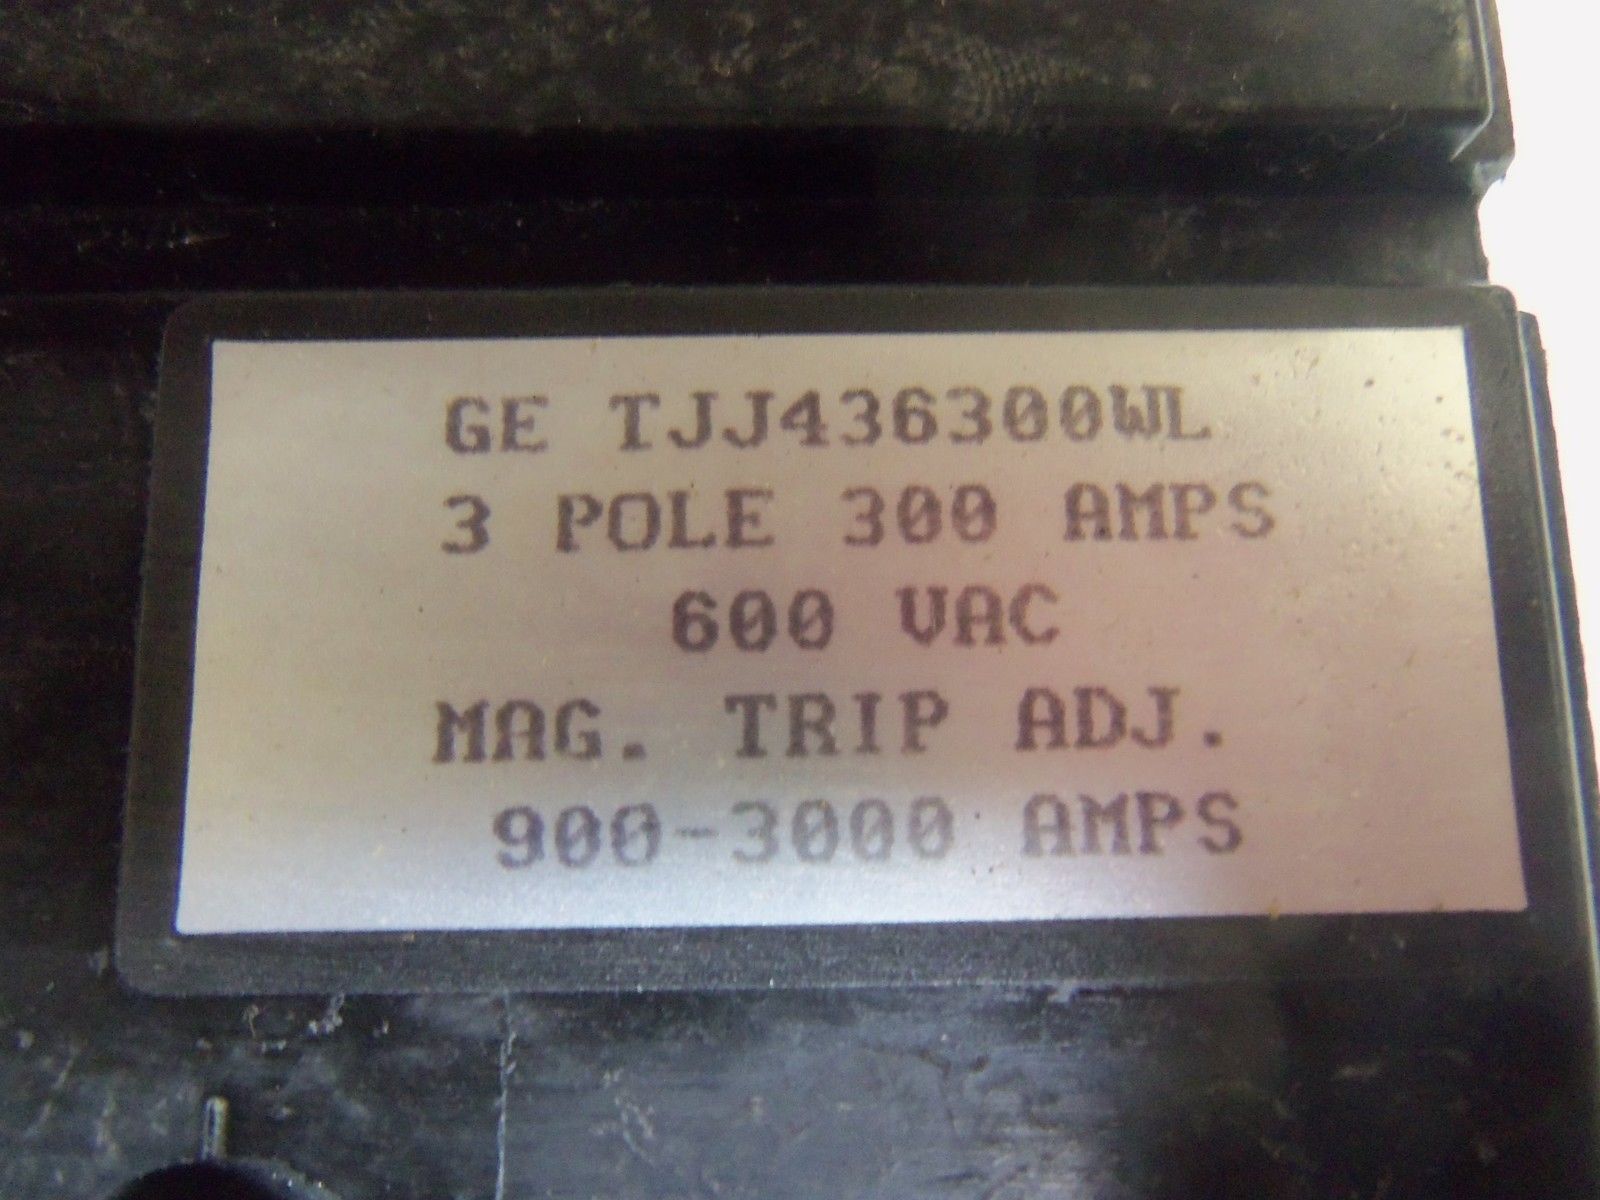 GE TJJ436300WL
3 POLE 300 AMPS
600 VAC
MAG. TRIP ADJ.
900-3000 AMPS